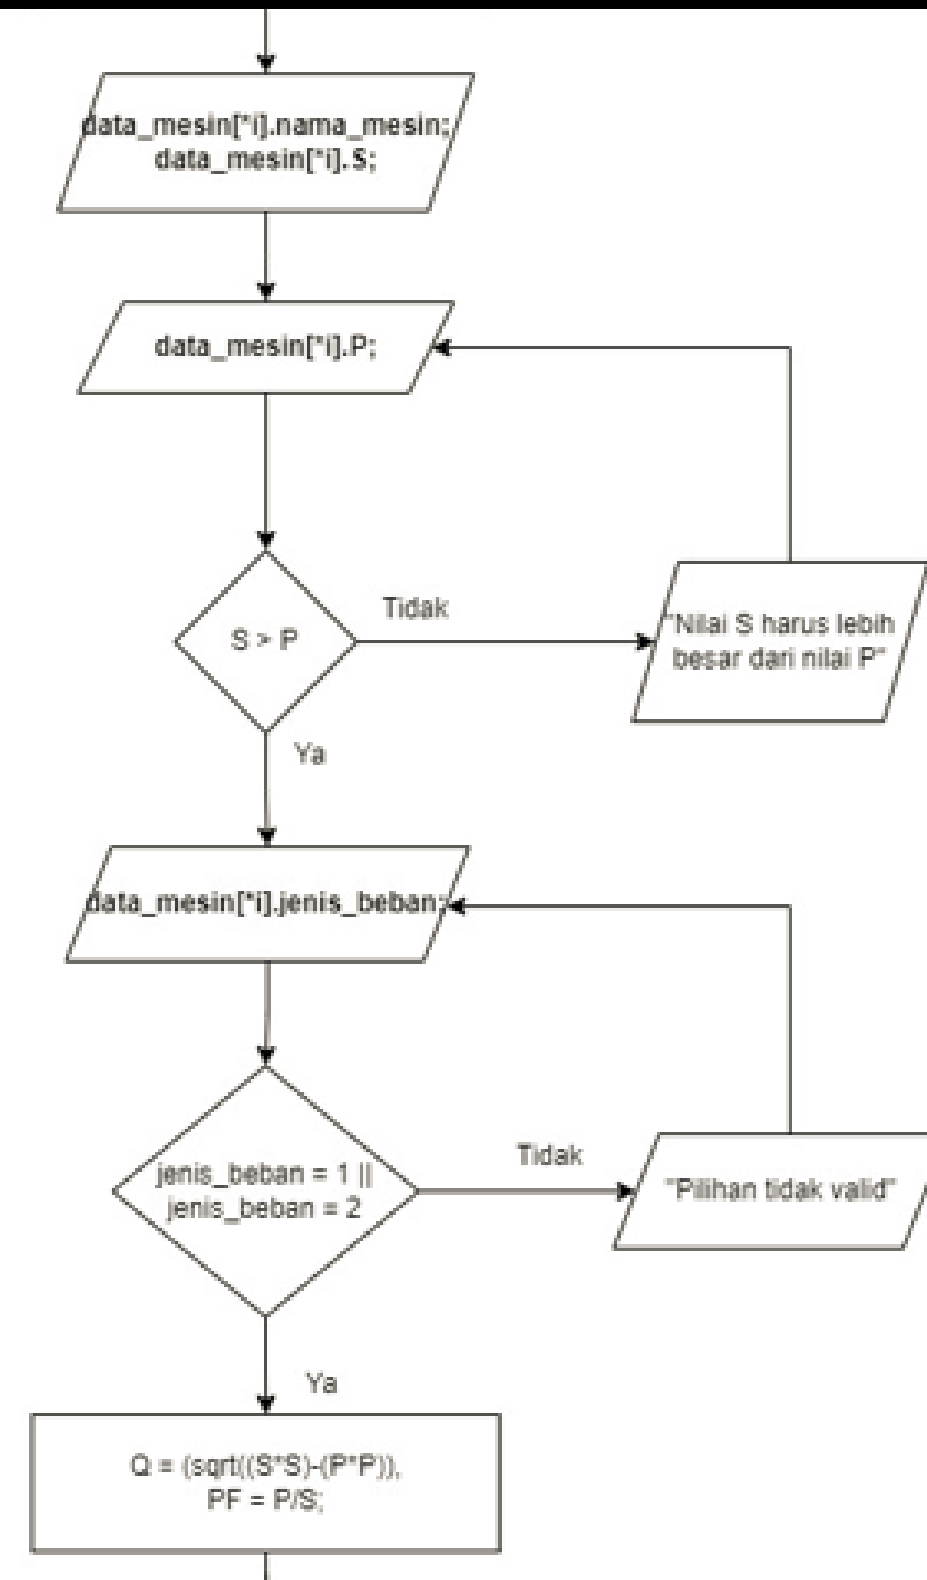 data_mesin[*i].nama_mesin;
data_mesin[*i].S;
data_mesin[*i].P;
S > P
Tidak
"Nilai S harus lebih
besar dari nilai P"
Ya
data_mesin[*i].jenis_beban;
jenis_beban = 1 ||
jenis_beban = 2
Tidak
"Pilihan tidak valid"
Ya
Q = (sqrt((S*S)-(P*P)),
PF = P/S;